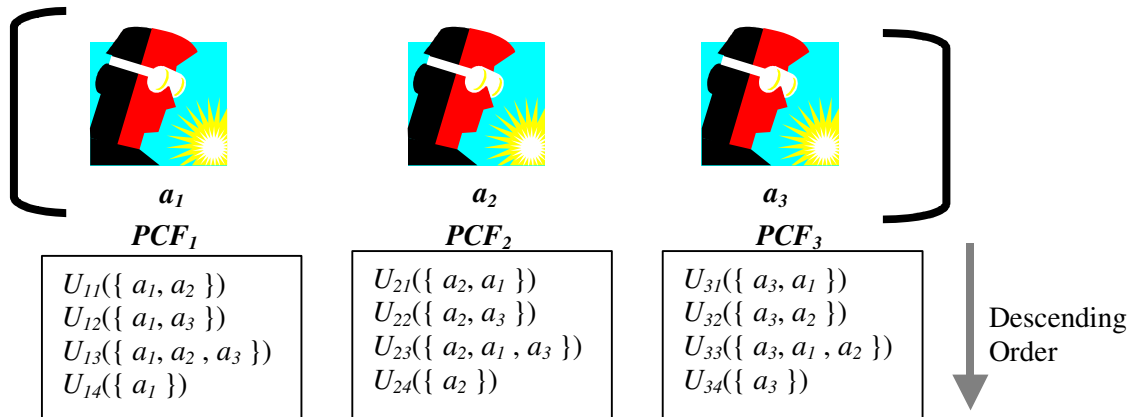 a1 a2 a3
PCF1 PCF2 PCF3
U11({ a1, a2 })
U12({ a1, a3 })
U13({ a1, a2 , a3 })
U14({ a1 })
U21({ a2, a1 })
U22({ a2, a3 })
U23({ a2, a1 , a3 })
U24({ a2 })
U31({ a3, a1 })
U32({ a3, a2 })
U33({ a3, a1 , a2 })
U34({ a3 })
Descending
Order